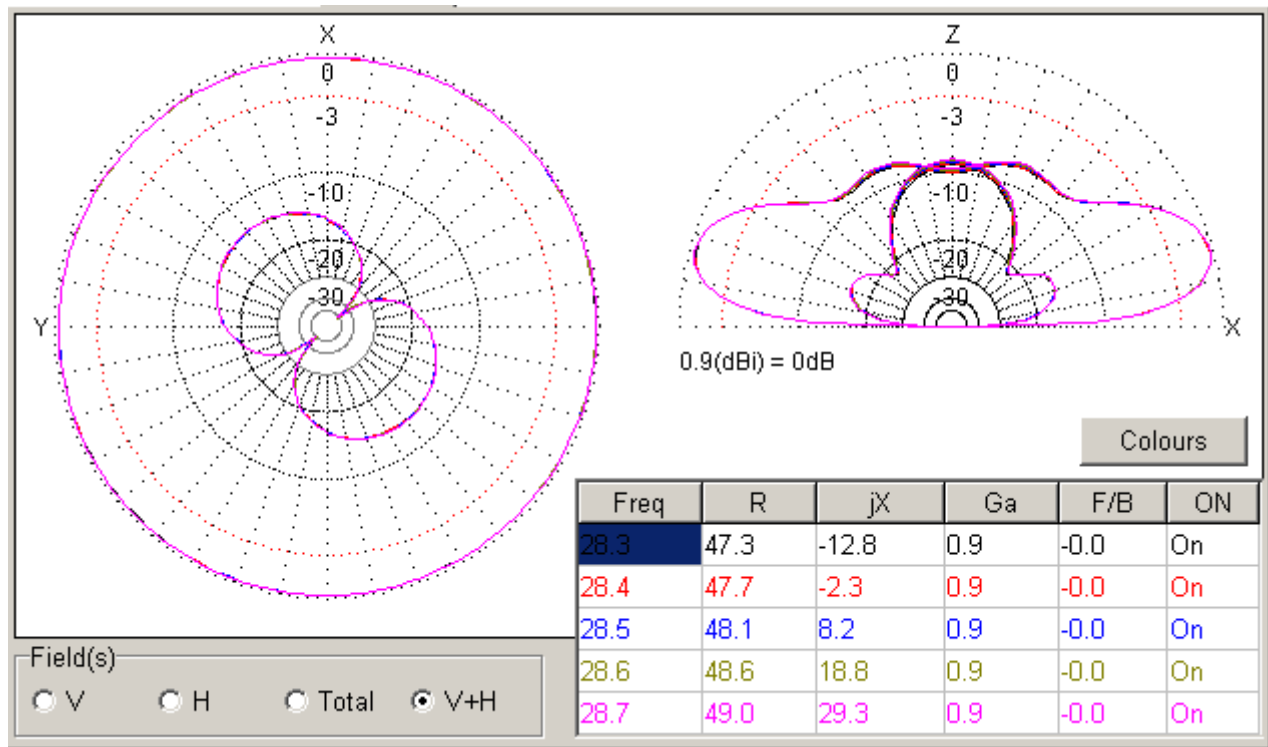 X
0
-3
-10
-20
-30
Y
Z
0
-3
-10
-20
-30
X
0.9(dBi) = 0dB
Colours
Freq R jX Ga F/B ON
28.3 47.3 -12.8 0.9 -0.0 On
28.4 47.7 -2.3 0.9 -0.0 On
28.5 48.1 8.2 0.9 -0.0 On
28.6 48.6 18.8 0.9 -0.0 On
28.7 49.0 29.3 0.9 -0.0 On
Field(s)
V H Total V+H